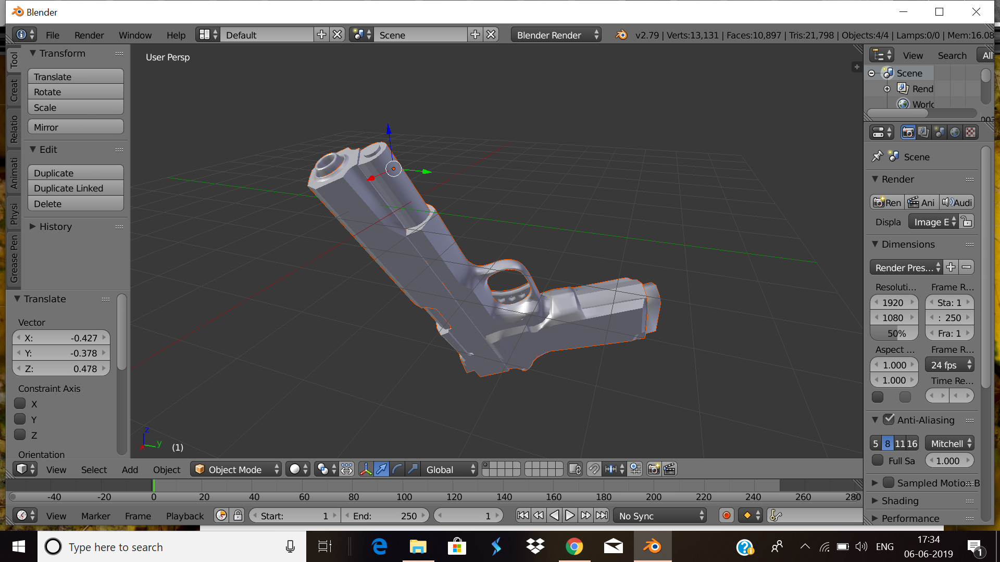 Blender
File Render Window Help Default Scene Blender Render v2.79 | Verts:13,131 | Faces:10,897 | Tris:21,798 | Objects:4/4 | Lamps:0/0 | Mem:16.08
Tool
Creat
Relatio
Animati
Physi
Grease Pen
Transform
Translate
Rotate
Scale
Mirror
Edit
Duplicate
Duplicate Linked
Delete
History
Translate
Vector
X: -0.427
Y: -0.378
Z: 0.478
Constraint Axis
X
Y
Z
Orientation
User Persp
z
y
x
(1)
View Search All
Scene
Rend
World
003
Scene
Render
Ren Ani Audi
Displa Image E
Dimensions
Render Pres...
Resoluti... Frame R...
1920 Sta: 1
1080 : 250
50% Fra: 1
Aspect ... Frame R...
1.000 24 fps
1.000 Time Re...
Anti-Aliasing
5 8 11 16 Mitchell
Full Sa 1.000
Sampled Motion B
Shading
Performance
View Select Add Object Object Mode Global
-40 -20 0 20 40 60 80 100 120 140 160 180 200 220 240 260 280
View Marker Frame Playback Start: 1 End: 250 1 No Sync
Type here to search
ENG
17:34
06-06-2019
1